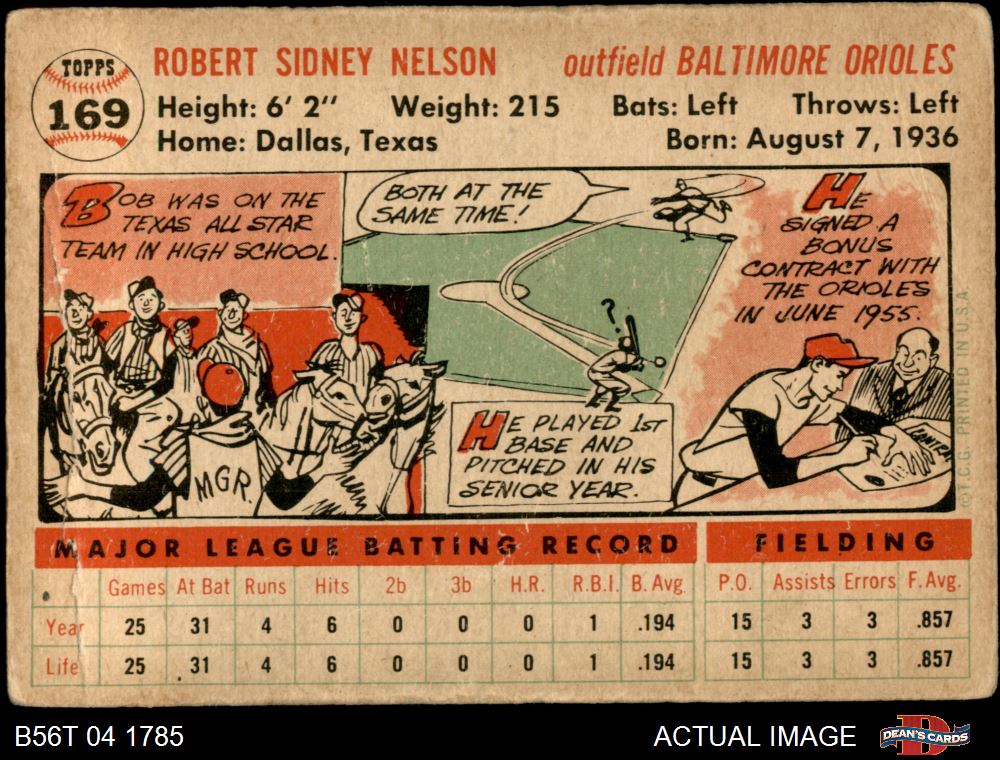 TOPPS
169
ROBERT SIDNEY NELSON
outfield BALTIMORE ORIOLES
Height: 6' 2" Weight: 215 Bats: Left Throws: Left
Home: Dallas, Texas Born: August 7, 1936
BOB WAS ON THE
TEXAS ALL STAR
TEAM IN HIGH SCHOOL.
MGR.
BOTH AT THE
SAME TIME!
?
HE PLAYED 1ST
BASE AND
PITCHED IN HIS
SENIOR YEAR.
HE
SIGNED A
BONUS
CONTRACT WITH
THE ORIOLES
IN JUNE 1955.
©T.C.G. PRINTED IN U.S.A.
MAJOR LEAGUE BATTING RECORD FIELDING
Games At Bat Runs Hits 2b 3b H.R. R.B.I. B. Avg. P.O. Assists Errors F. Avg.
Year 25 31 4 6 0 0 0 1 .194 15 3 3 .857
Life 25 31 4 6 0 0 0 1 .194 15 3 3 .857
B56T 04 1785
ACTUAL IMAGE
D
DEAN'S CARDS